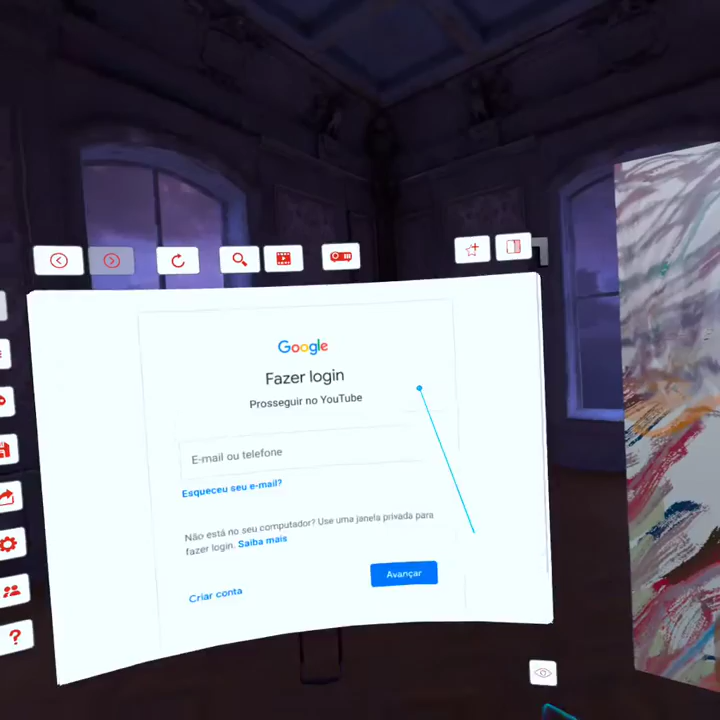 Google
Fazer login
Prosseguir no YouTube
E-mail ou telefone
Esqueceu seu e-mail?
Não está no seu computador? Use uma janela privada para
fazer login. Saiba mais
Criar conta
Avançar
?